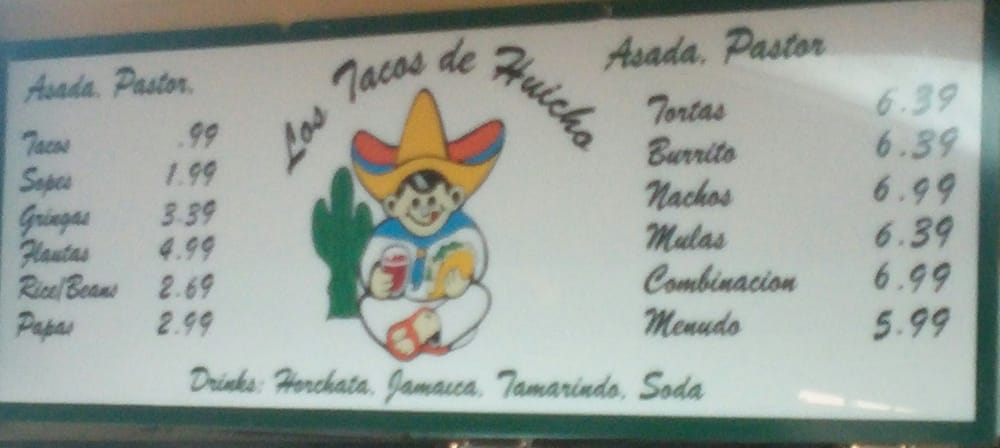 Los Tacos de Huicho
Asada, Pastor.
Tacos .99
Sopes 1.99
Gringas 3.39
Flautas 4.99
Rice/Beans 2.69
Papas 2.99
Asada, Pastor
Tortas 6.39
Burrito 6.39
Nachos 6.99
Mulas 6.39
Combinacion 6.99
Menudo 5.99
Drinks: Horchata, Jamaica, Tamarindo, Soda